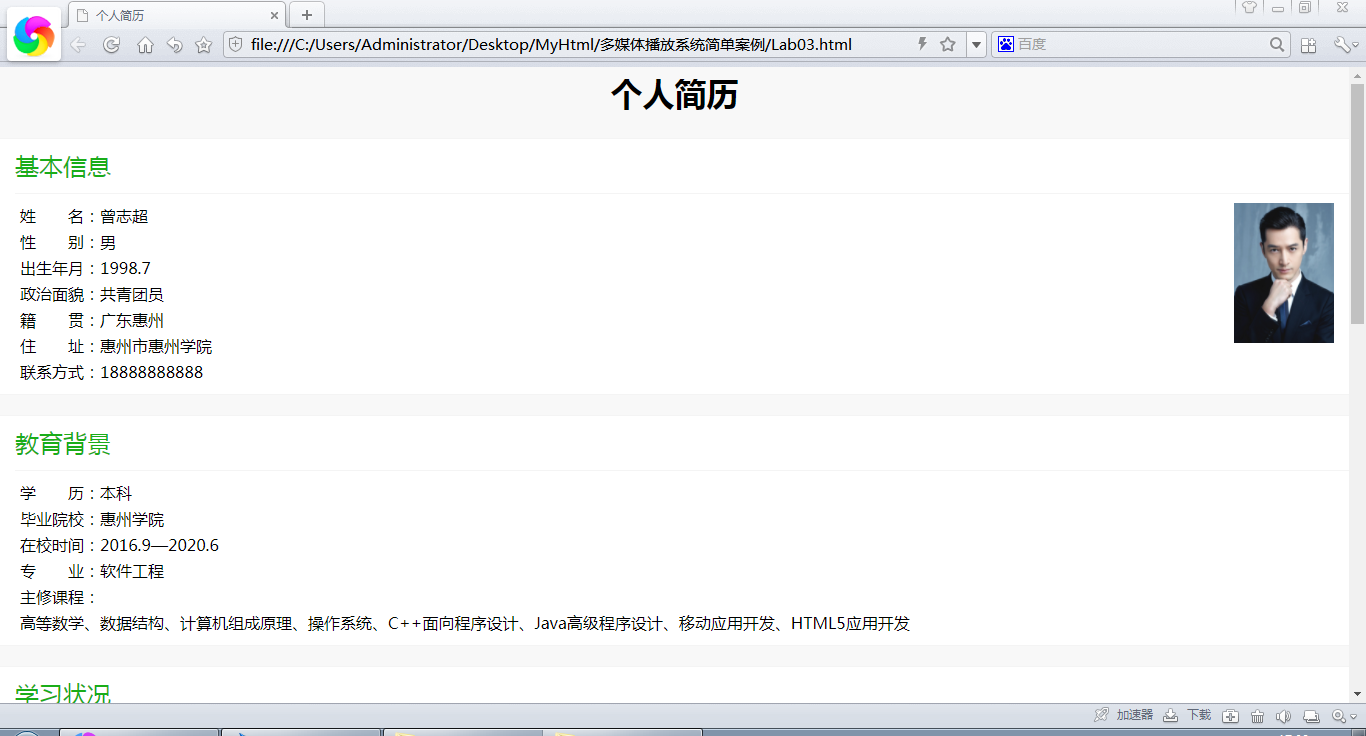 个人简历
file:///C:/Users/Administrator/Desktop/MyHtml/多媒体播放系统简单案例/Lab03.html
百度
个人简历
基本信息
姓　　名：曾志超
性　　别：男
出生年月：1998.7
政治面貌：共青团员
籍　　贯：广东惠州
住　　址：惠州市惠州学院
联系方式：18888888888
教育背景
学　　历：本科
毕业院校：惠州学院
在校时间：2016.9—2020.6
专　　业：软件工程
主修课程：
高等数学、数据结构、计算机组成原理、操作系统、C++面向程序设计、Java高级程序设计、移动应用开发、HTML5应用开发
学习状况
加速器 下载